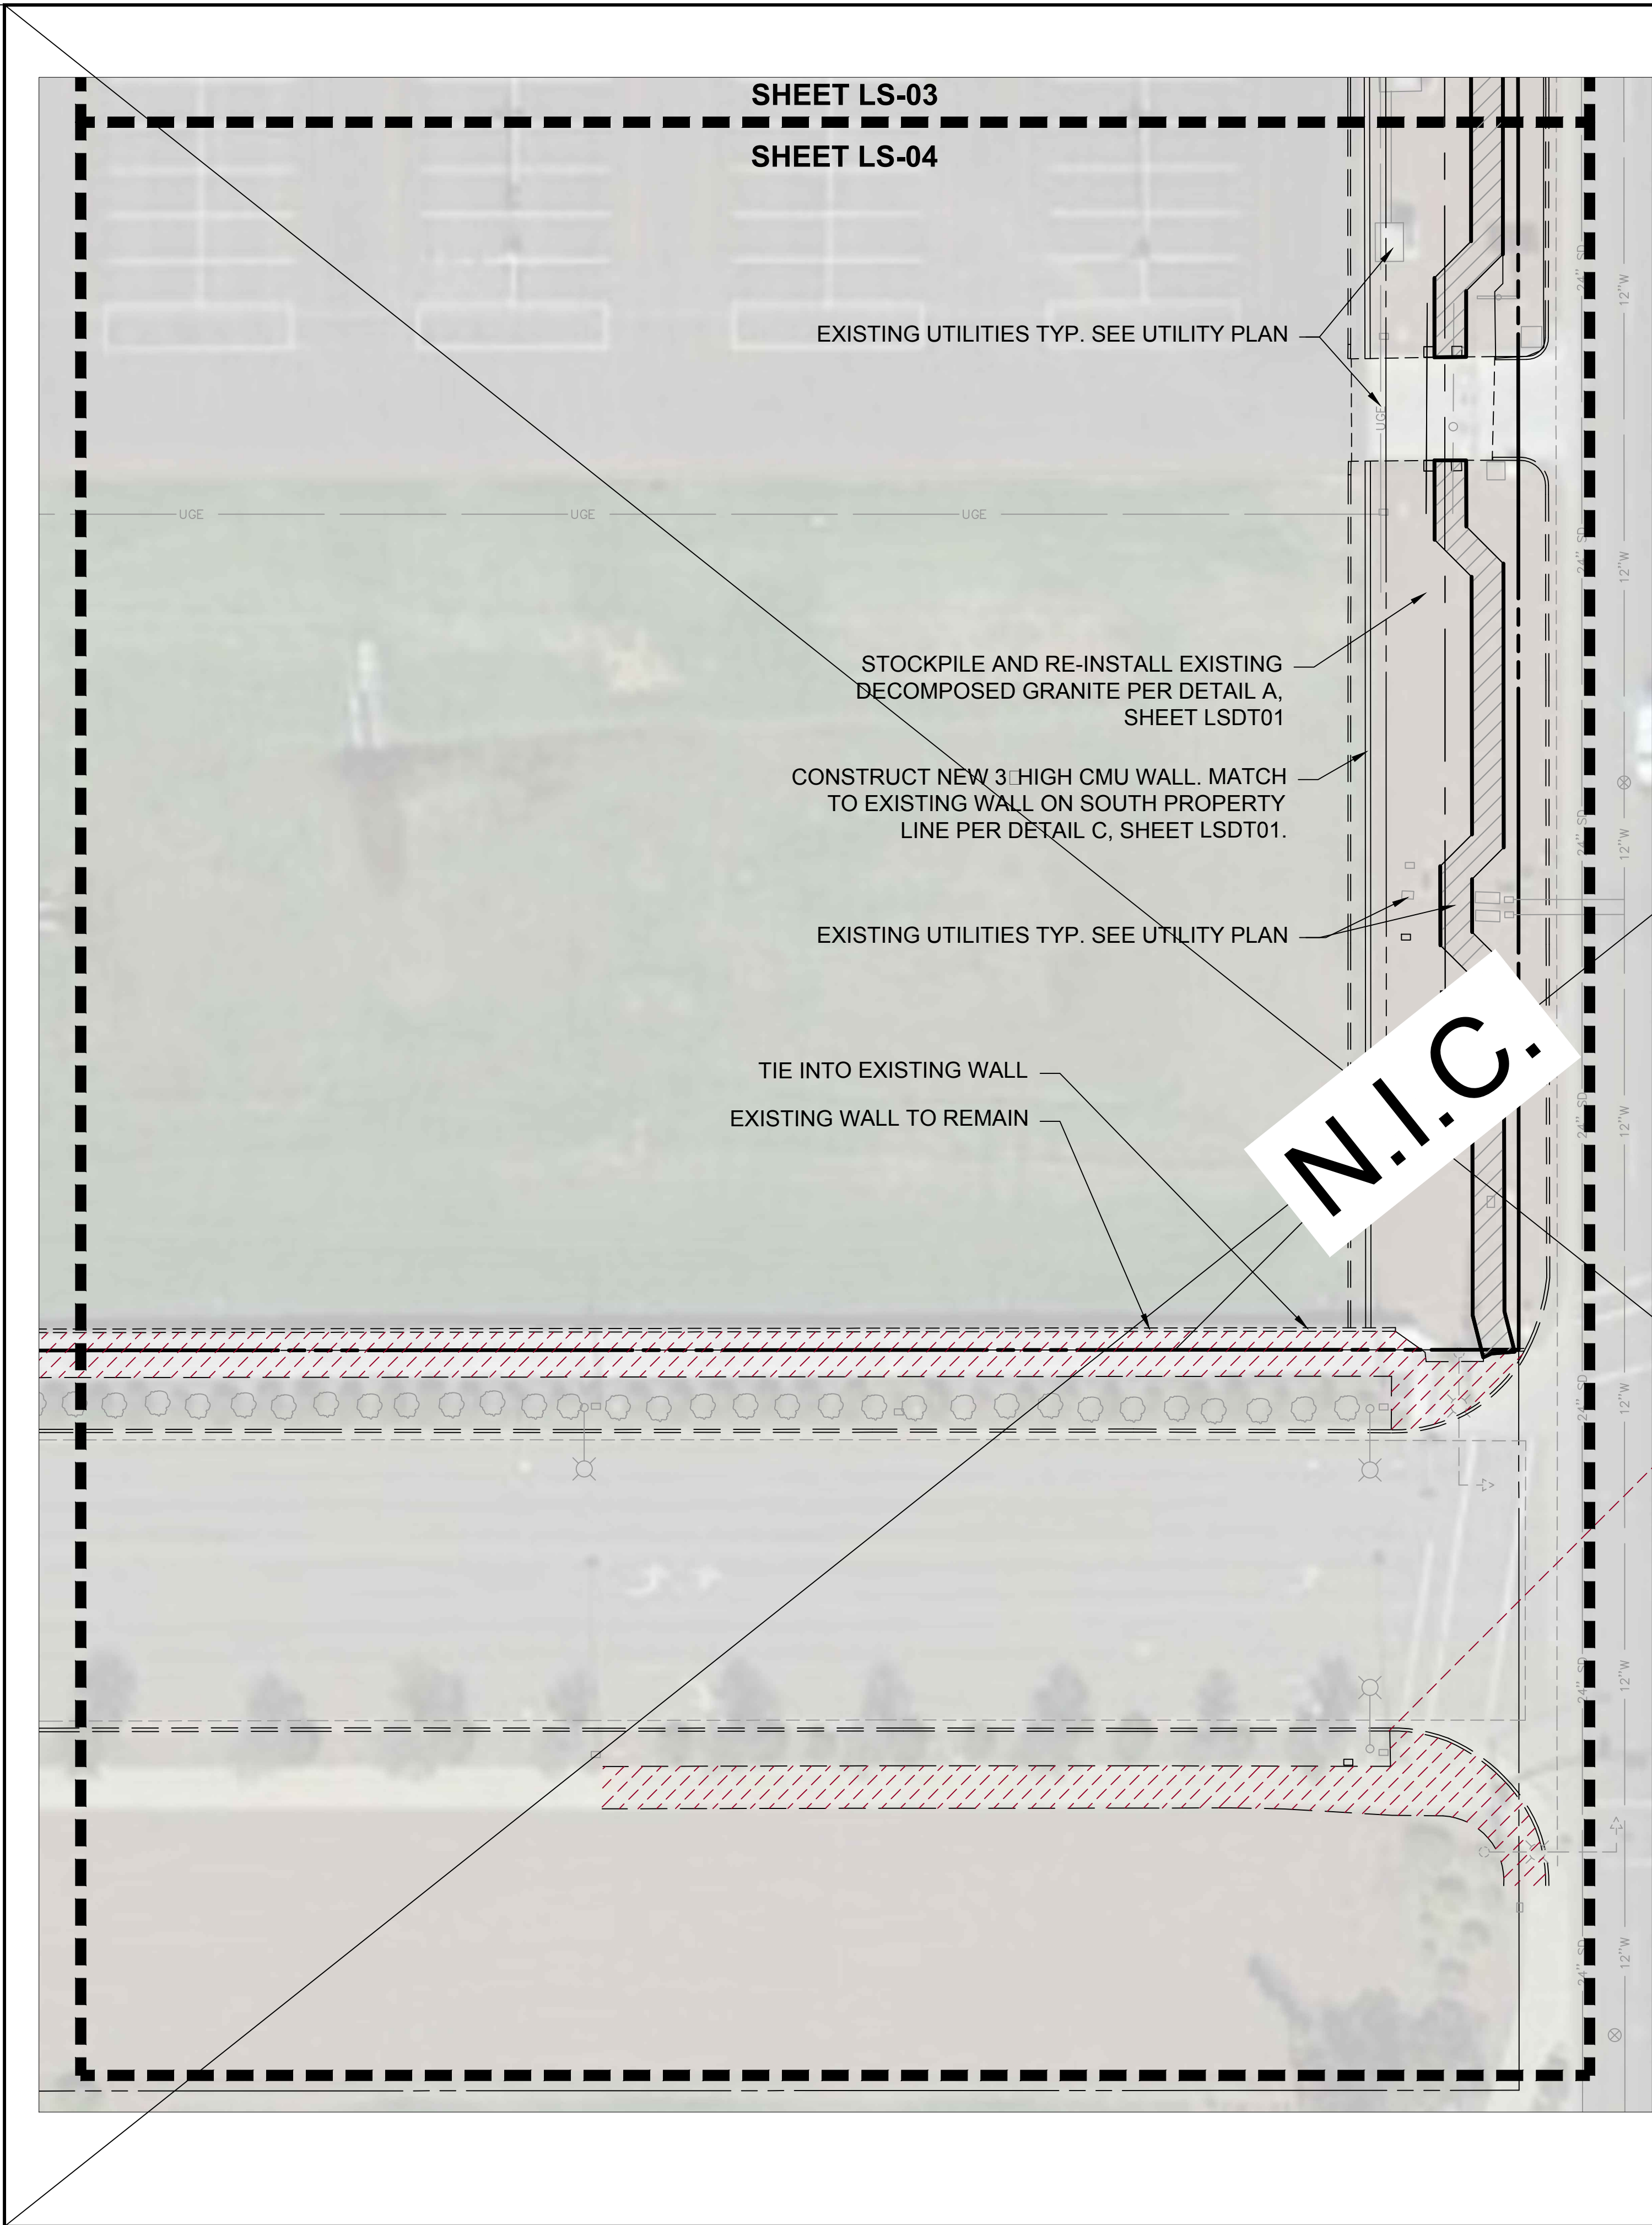 SHEET LS-03
SHEET LS-04
24" SD
12"W
EXISTING UTILITIES TYP. SEE UTILITY PLAN
UGE
UGE
UGE
UGE
24" SD
12"W
STOCKPILE AND RE-INSTALL EXISTING
DECOMPOSED GRANITE PER DETAIL A,
SHEET LSDT01
CONSTRUCT NEW 3□HIGH CMU WALL. MATCH
TO EXISTING WALL ON SOUTH PROPERTY
LINE PER DETAIL C, SHEET LSDT01.
24" SD
12"W
EXISTING UTILITIES TYP. SEE UTILITY PLAN
N.I.C.
TIE INTO EXISTING WALL
EXISTING WALL TO REMAIN
24" SD
12"W
24" SD
12"W
24" SD
12"W
24" SD
12"W